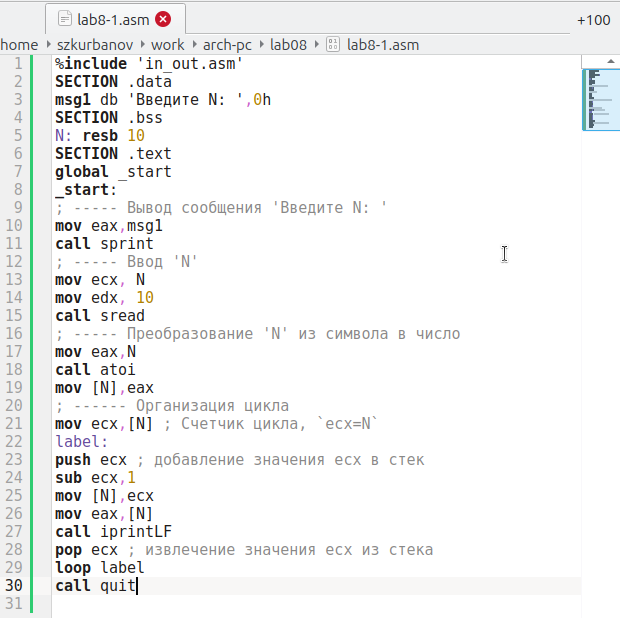 lab8-1.asm
+100
home > szkurbanov > work > arch-pc > lab08 > lab8-1.asm
1 %include 'in_out.asm'
2 SECTION .data
3 msg1 db 'Введите N: ',0h
4 SECTION .bss
5 N: resb 10
6 SECTION .text
7 global _start
8 _start:
9 ; ----- Вывод сообщения 'Введите N: '
10 mov eax,msg1
11 call sprint
12 ; ----- Ввод 'N'
13 mov ecx, N
14 mov edx, 10
15 call sread
16 ; ----- Преобразование 'N' из символа в число
17 mov eax,N
18 call atoi
19 mov [N],eax
20 ; ------ Организация цикла
21 mov ecx,[N] ; Счетчик цикла, `ecx=N`
22 label:
23 push ecx ; добавление значения ecx в стек
24 sub ecx,1
25 mov [N],ecx
26 mov eax,[N]
27 call iprintLF
28 pop ecx ; извлечение значения ecx из стека
29 loop label
30 call quit
31